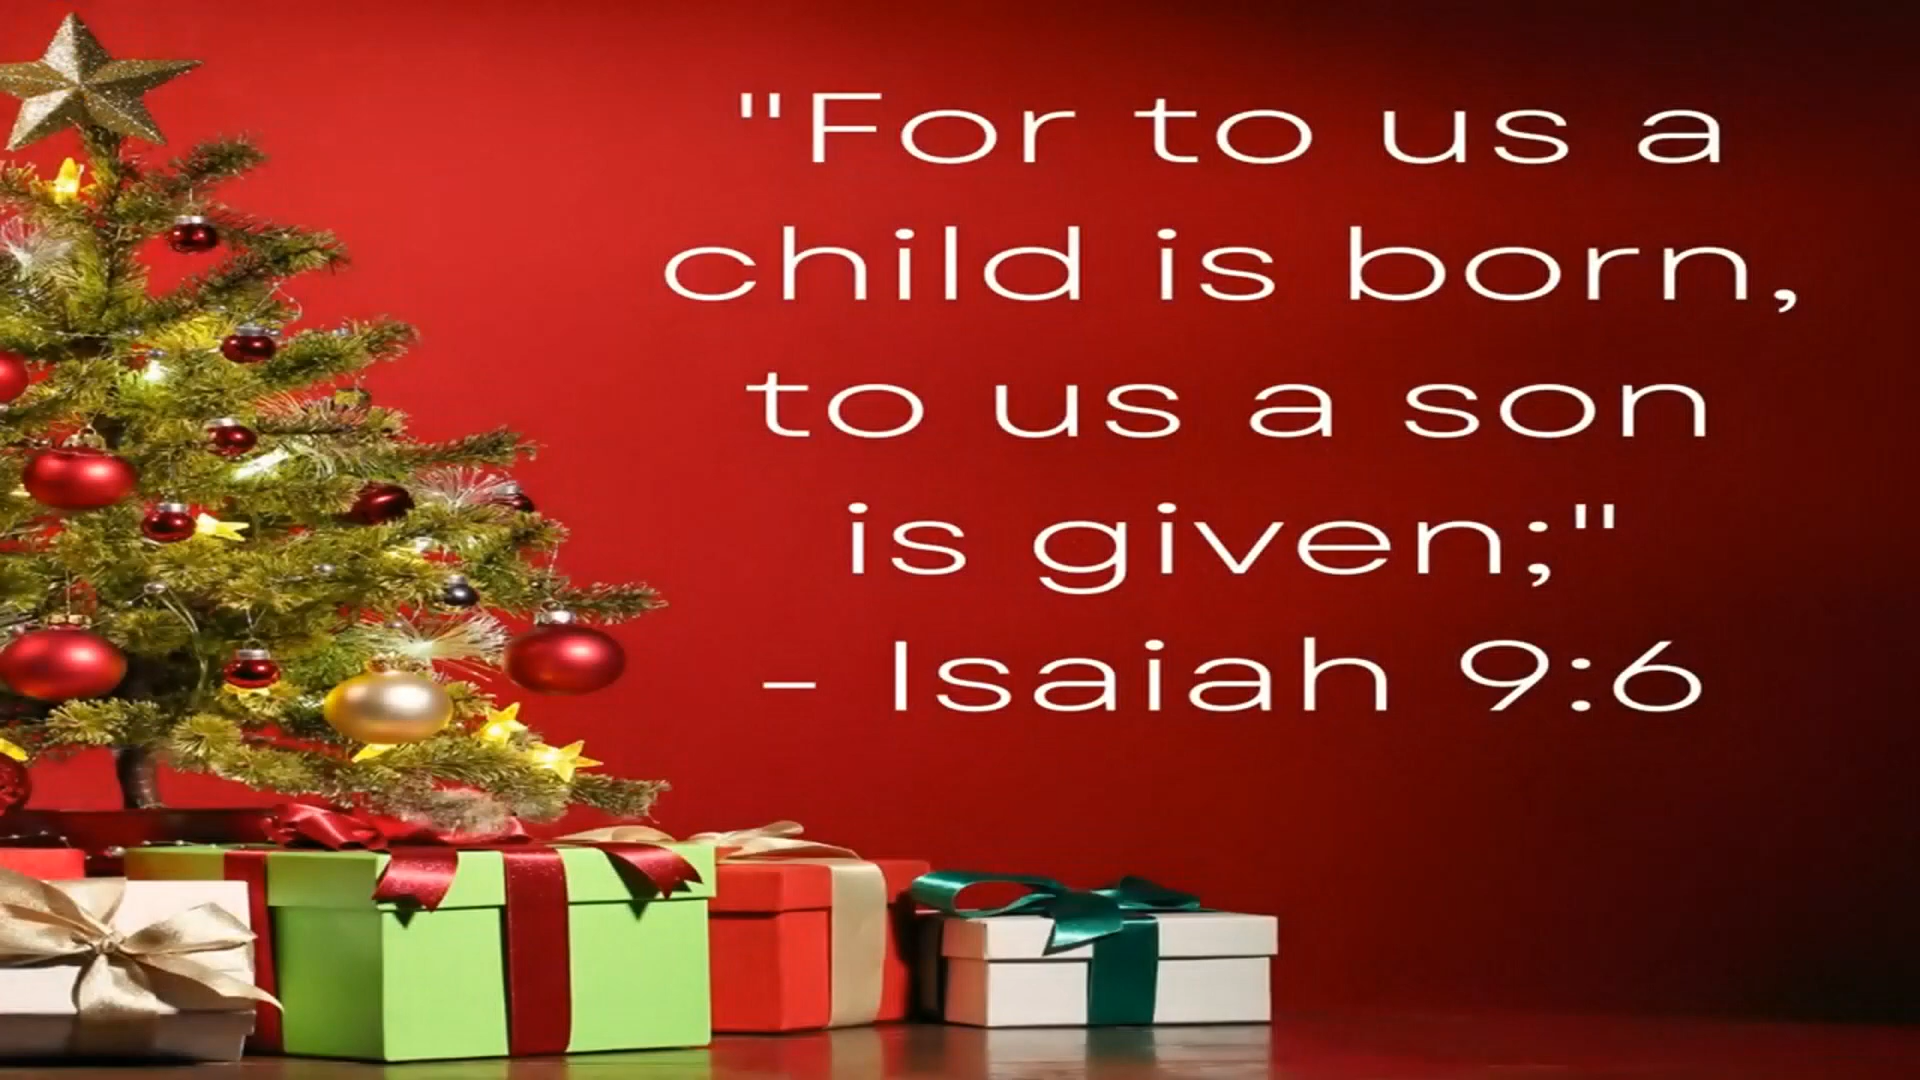 "For to us a
child is born,
to us a son
is given;"
- Isaiah 9:6